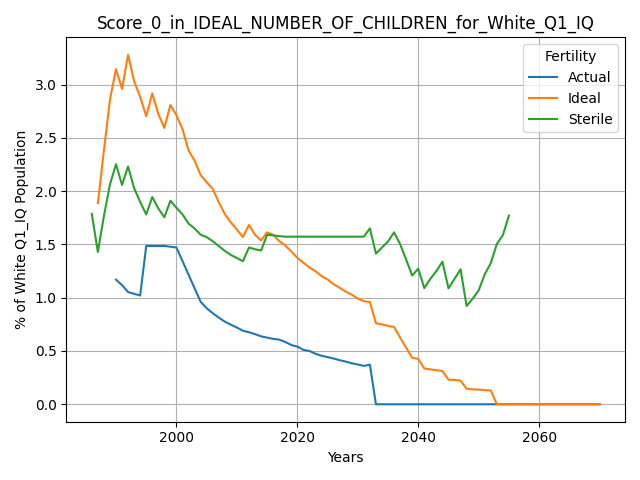 Score_0_in_IDEAL_NUMBER_OF_CHILDREN_for_White_Q1_IQ
Fertility
Actual
Ideal
Sterile
% of White Q1_IQ Population
3.0
2.5
2.0
1.5
1.0
0.5
0.0
2000 2020 2040 2060
Years